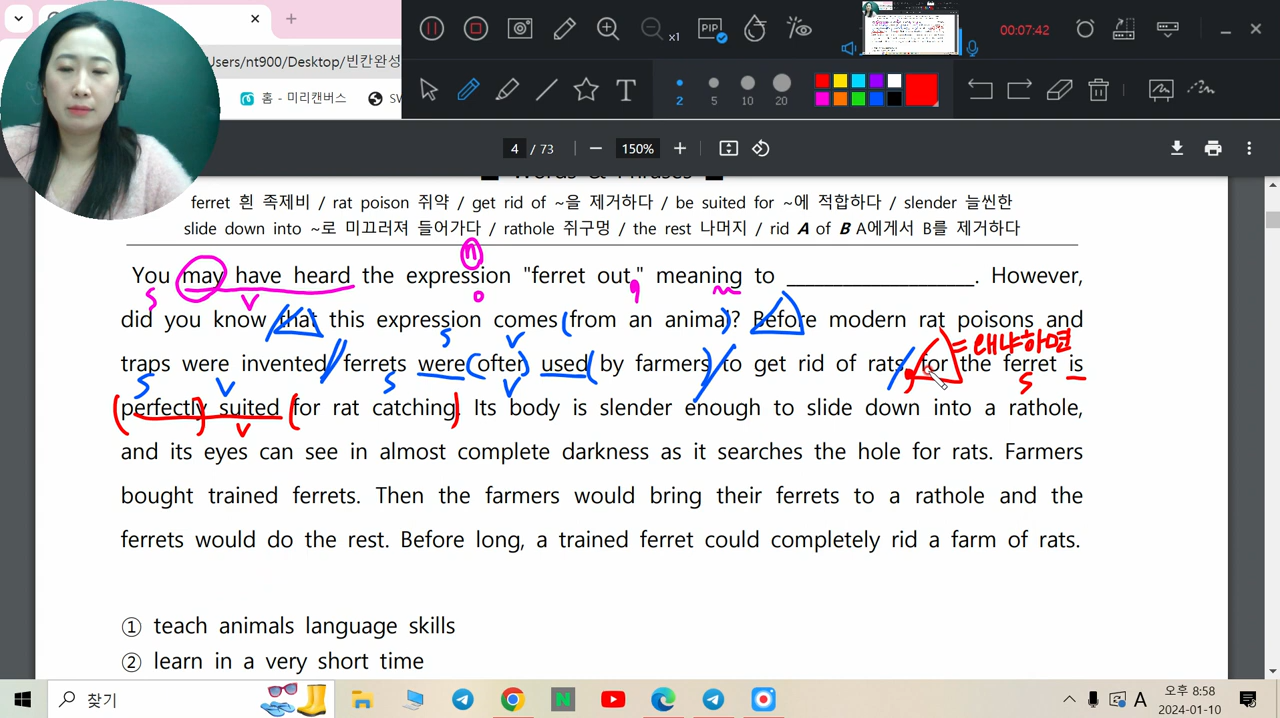 sers/nt900/Desktop/빈칸완성
PIP
x1
00:07:42
홈 - 미리캔버스
SV
T
2
5
10
20
4 / 73
150%
Words & Phrases
ferret 흰 족제비 / rat poison 쥐약 / get rid of ~을 제거하다 / be suited for ~에 적합하다 / slender 늘씬한
slide down into ~로 미끄러져 들어가다 / rathole 쥐구멍 / the rest 나머지 / rid A of B A에게서 B를 제거하다
n
You may have heard the expression "ferret out," meaning to _________________. However,
s v o
did you know that this expression comes (from an animal)? Before modern rat poisons and
s v = 왜냐하면
traps were invented, ferrets were (often) used (by farmers) to get rid of rats, for the ferret is
s v s v s
(perfectly) suited (for rat catching). Its body is slender enough to slide down into a rathole,
v
and its eyes can see in almost complete darkness as it searches the hole for rats. Farmers
bought trained ferrets. Then the farmers would bring their ferrets to a rathole and the
ferrets would do the rest. Before long, a trained ferret could completely rid a farm of rats.
① teach animals language skills
② learn in a very short time
찾기
N
A
오후 8:58
2024-01-10